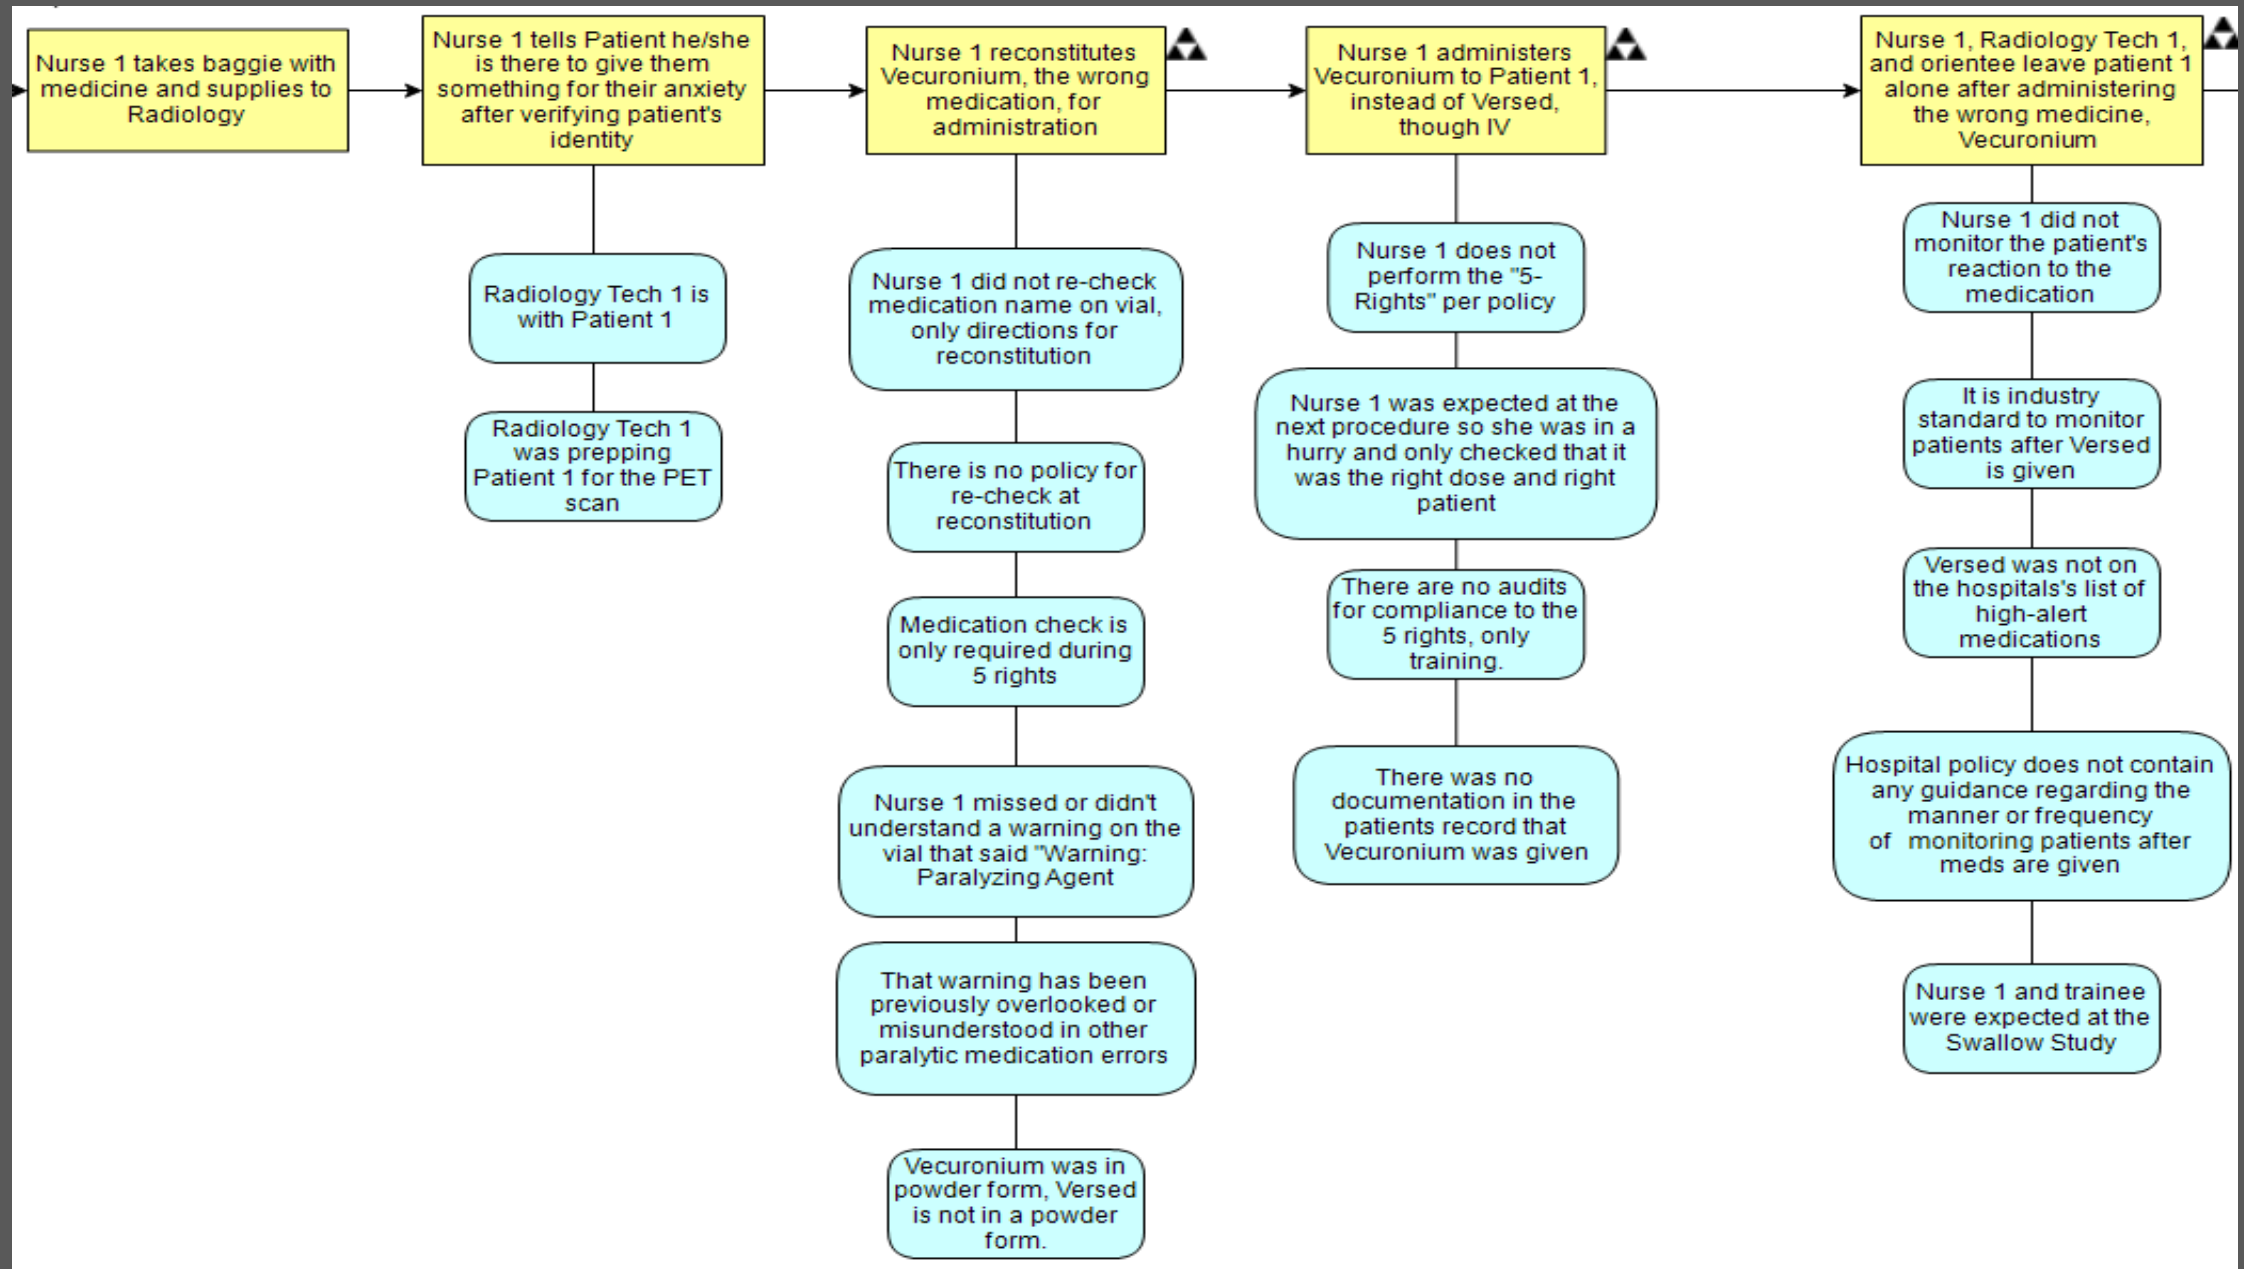 Nurse 1 takes baggie with
medicine and supplies to
Radiology
Nurse 1 tells Patient he/she
is there to give them
something for their anxiety
after verifying patient's
identity
Radiology Tech 1 is
with Patient 1
Radiology Tech 1
was prepping
Patient 1 for the PET
scan
Nurse 1 reconstitutes
Vecuronium, the wrong
medication, for
administration
Nurse 1 did not re-check
medication name on vial,
only directions for
reconstitution
There is no policy for
re-check at
reconstitution
Medication check is
only required during
5 rights
Nurse 1 missed or didn't
understand a warning on the
vial that said "Warning:
Paralyzing Agent
That warning has been
previously overlooked or
misunderstood in other
paralytic medication errors
Vecuronium was in
powder form, Versed
is not in a powder
form.
Nurse 1 administers
Vecuronium to Patient 1,
instead of Versed,
though IV
Nurse 1 does not
perform the "5-
Rights" per policy
Nurse 1 was expected at the
next procedure so she was in a
hurry and only checked that it
was the right dose and right
patient
There are no audits
for compliance to the
5 rights, only
training.
There was no
documentation in the
patients record that
Vecuronium was given
Nurse 1, Radiology Tech 1,
and orientee leave patient 1
alone after administering
the wrong medicine,
Vecuronium
Nurse 1 did not
monitor the patient's
reaction to the
medication
It is industry
standard to monitor
patients after Versed
is given
Versed was not on
the hospitals's list of
high-alert
medications
Hospital policy does not contain
any guidance regarding the
manner or frequency
of monitoring patients after
meds are given
Nurse 1 and trainee
were expected at the
Swallow Study